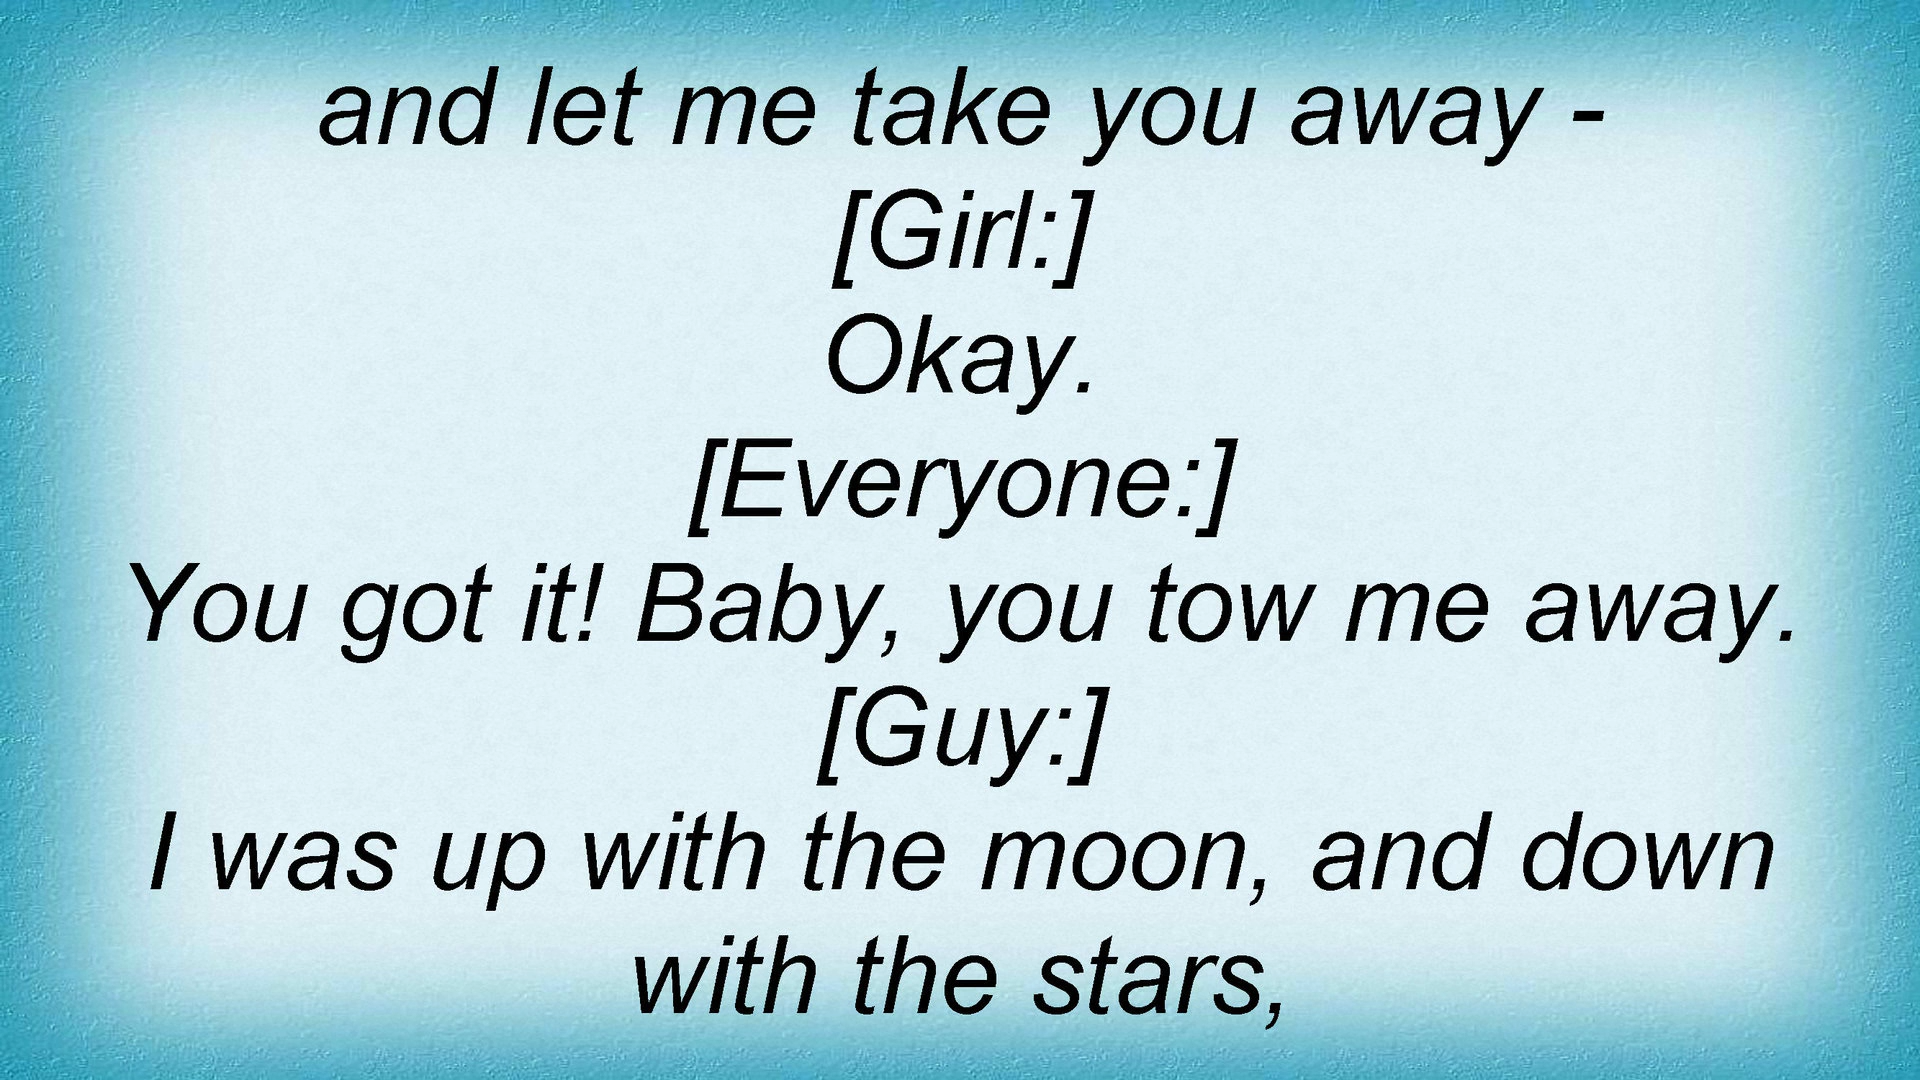 and let me take you away -
[Girl:]
Okay.
[Everyone:]
You got it! Baby, you tow me away.
[Guy:]
I was up with the moon, and down
with the stars,